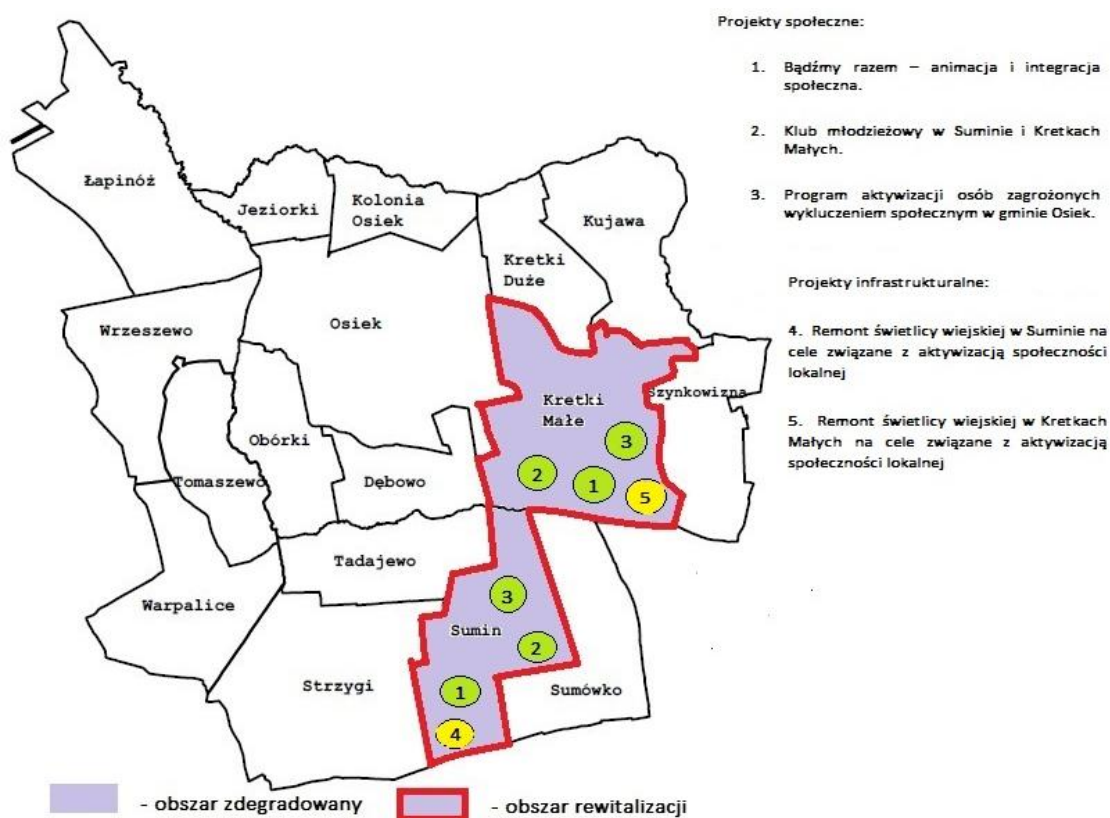 Projekty społeczne:
1. Bądźmy razem – animacja i integracja
społeczna.
2. Klub młodzieżowy w Suminie i Kretkach
Małych.
3. Program aktywizacji osób zagrożonych
wykluczeniem społecznym w gminie Osiek.
Projekty infrastrukturalne:
4. Remont świetlicy wiejskiej w Suminie na
cele związane z aktywizacją społeczności
lokalnej
5. Remont świetlicy wiejskiej w Kretkach
Małych na cele związane z aktywizacją
społeczności lokalnej
Łapinóż
Jeziorki
Kolonia
Osiek
Kujawa
Kretki
Duże
Wrzeszewo
Osiek
Szynkowizna
Kretki
Małe
Obórki
3
Tomaszewo
Dębowo
2
1
5
Tadajewo
Warpalice
3
Sumin
2
Strzygi
1
Sumówko
4
- obszar zdegradowany
- obszar rewitalizacji